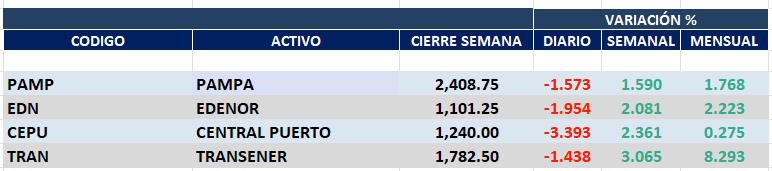 VARIACIÓN %
CODIGO ACTIVO CIERRE SEMANA DIARIO SEMANAL MENSUAL
PAMP PAMPA 2,408.75 -1.573 1.590 1.768
EDN EDENOR 1,101.25 -1.954 2.081 2.223
CEPU CENTRAL PUERTO 1,240.00 -3.393 2.361 0.275
TRAN TRANSENER 1,782.50 -1.438 3.065 8.293